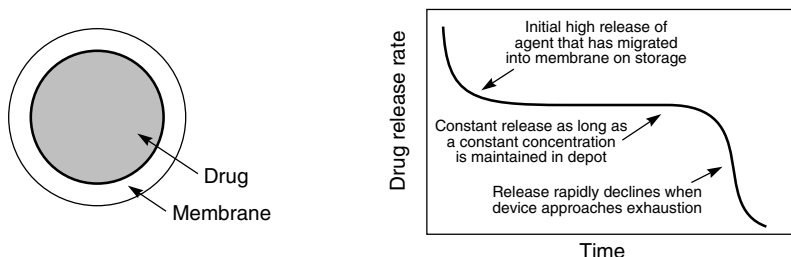 Drug
Membrane
Drug release rate
Initial high release of
agent that has migrated
into membrane on storage
Constant release as long as
a constant concentration
is maintained in depot
Release rapidly declines when
device approaches exhaustion
Time